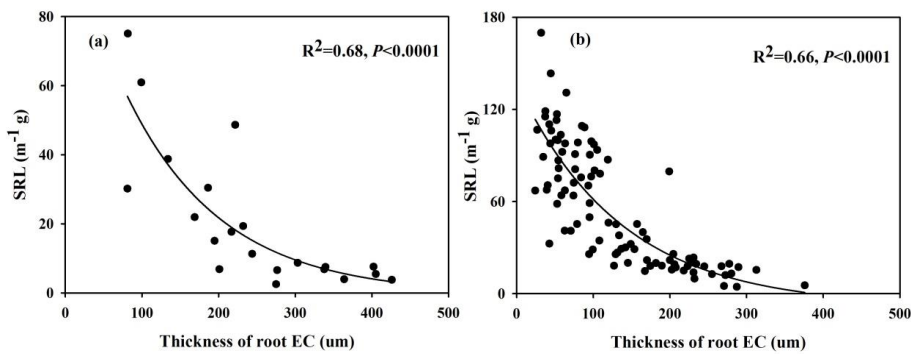 (a)
R²=0.68, P<0.0001
80
60
40
20
0
SRL (m⁻¹ g)
0 100 200 300 400 500
Thickness of root EC (um)
(b)
R²=0.66, P<0.0001
180
120
60
0
SRL (m⁻¹ g)
0 100 200 300 400 500
Thickness of root EC (um)